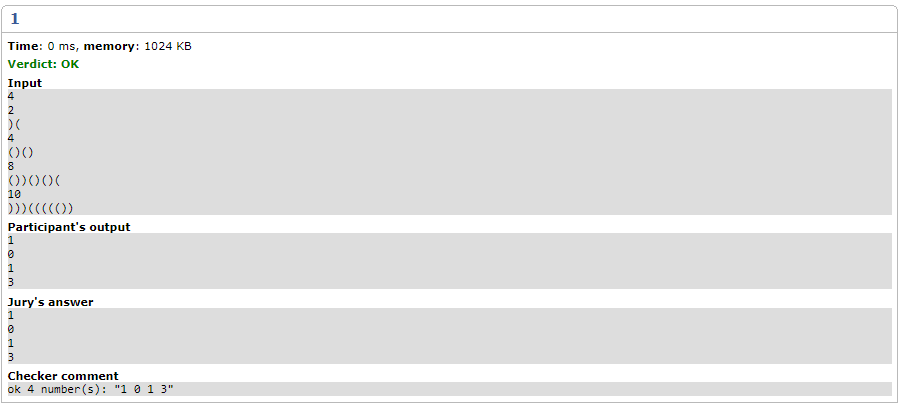 1
Time: 0 ms, memory: 1024 KB
Verdict: OK
Input
4
2
)(
4
()()
8
())()()(
10
)))((((())
Participant's output
1
0
1
3
Jury's answer
1
0
1
3
Checker comment
ok 4 number(s): "1 0 1 3"